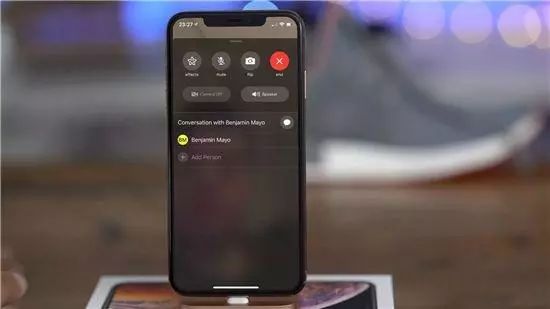 23:27
effects mute flip end
Camera Off Speaker
Conversation with Benjamin Mayo
BM Benjamin Mayo
Add Person